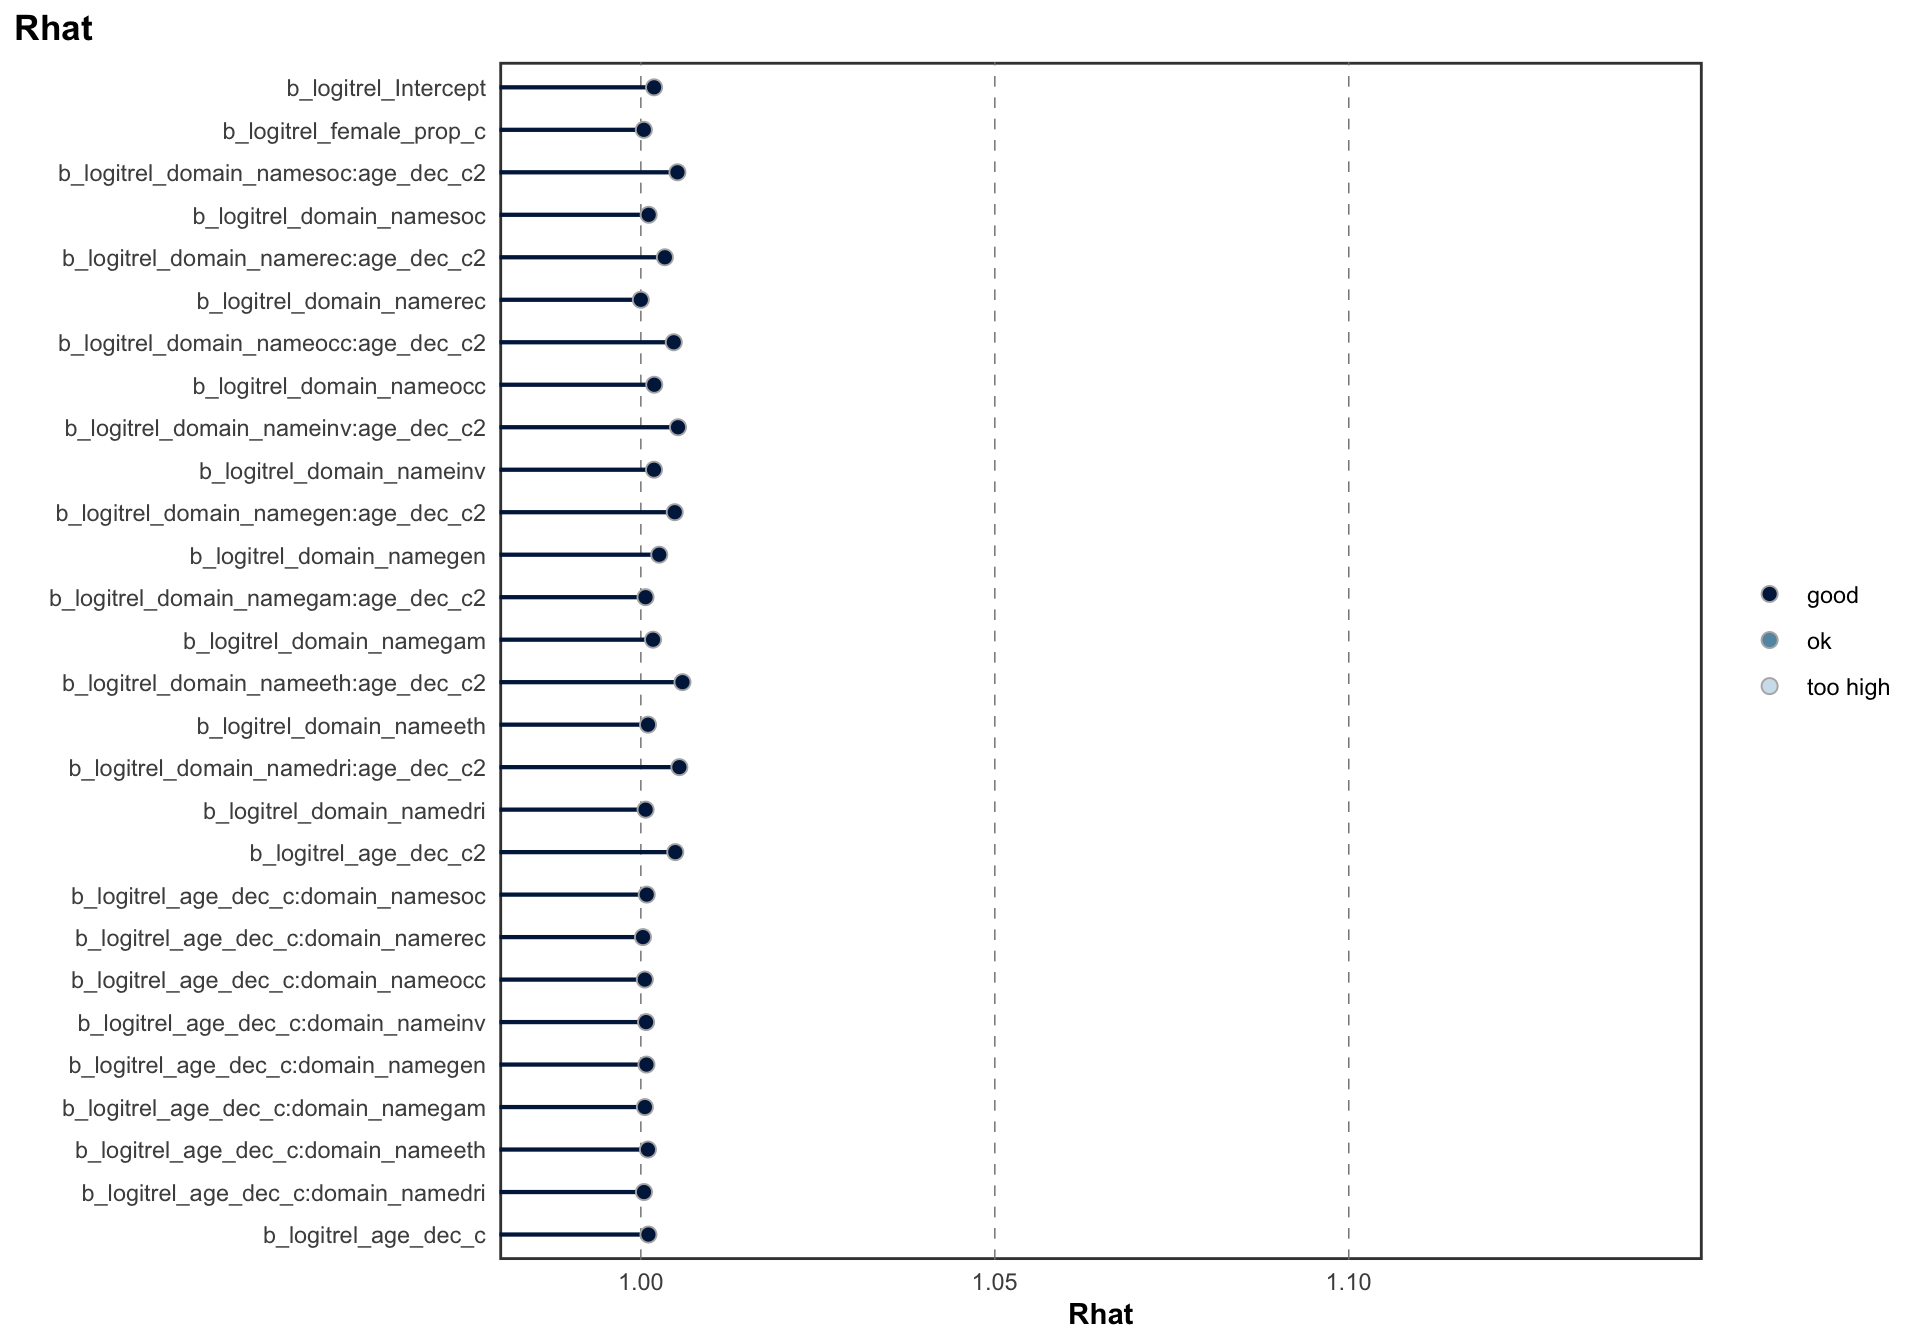 Rhat
b_logitrel_Intercept
b_logitrel_female_prop_c
b_logitrel_domain_namesoc:age_dec_c2
b_logitrel_domain_namesoc
b_logitrel_domain_namerec:age_dec_c2
b_logitrel_domain_namerec
b_logitrel_domain_nameocc:age_dec_c2
b_logitrel_domain_nameocc
b_logitrel_domain_nameinv:age_dec_c2
b_logitrel_domain_nameinv
b_logitrel_domain_namegen:age_dec_c2
b_logitrel_domain_namegen
b_logitrel_domain_namegam:age_dec_c2
b_logitrel_domain_namegam
b_logitrel_domain_nameeth:age_dec_c2
b_logitrel_domain_nameeth
b_logitrel_domain_namedri:age_dec_c2
b_logitrel_domain_namedri
b_logitrel_age_dec_c2
b_logitrel_age_dec_c:domain_namesoc
b_logitrel_age_dec_c:domain_namerec
b_logitrel_age_dec_c:domain_nameocc
b_logitrel_age_dec_c:domain_nameinv
b_logitrel_age_dec_c:domain_namegen
b_logitrel_age_dec_c:domain_namegam
b_logitrel_age_dec_c:domain_nameeth
b_logitrel_age_dec_c:domain_namedri
b_logitrel_age_dec_c
1.00 1.05 1.10
Rhat
good
ok
too high